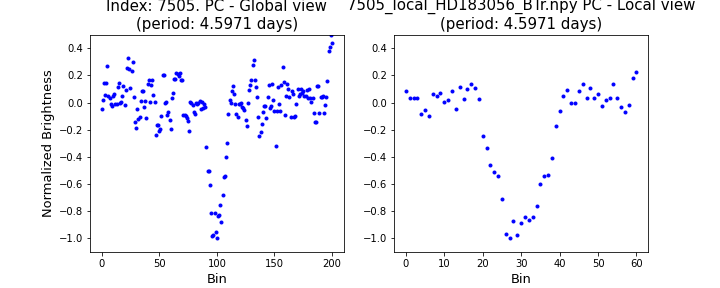 Index: 7505. PC - Global view
(period: 4.5971 days)
7505_local_HD183056_BTfr.npy PC - Local view
(period: 4.5971 days)
Normalized Brightness
0.4
0.2
0.0
−0.2
−0.4
−0.6
−0.8
−1.0
0 50 100 150 200
Bin
0.4
0.2
0.0
−0.2
−0.4
−0.6
−0.8
−1.0
0 10 20 30 40 50 60
Bin